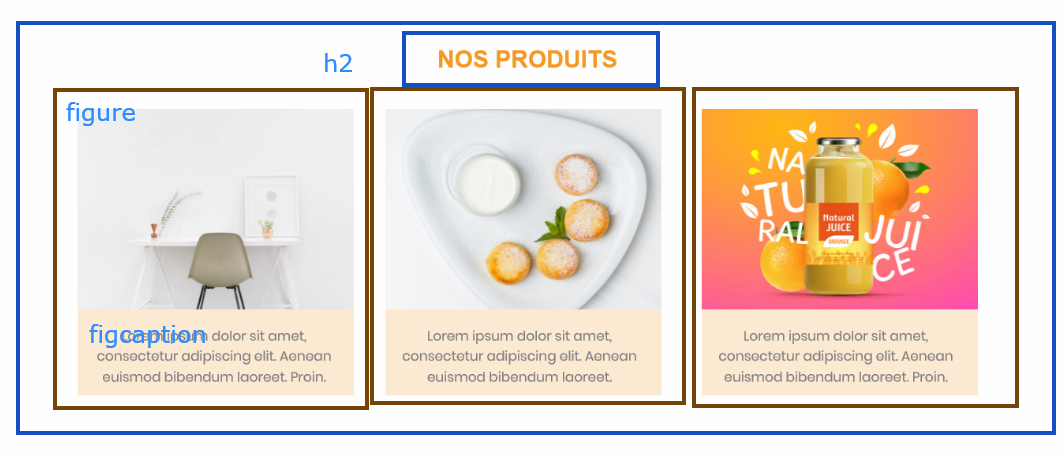 h2
NOS PRODUITS
figure
NA
TU
RAL
JUI
CE
Natural
JUICE
ORANGE
figcaption
Lorem ipsum dolor sit amet,
consectetur adipiscing elit. Aenean
euismod bibendum laoreet. Proin.
Lorem ipsum dolor sit amet,
consectetur adipiscing elit. Aenean
euismod bibendum laoreet.
Lorem ipsum dolor sit amet,
consectetur adipiscing elit. Aenean
euismod bibendum laoreet. Proin.